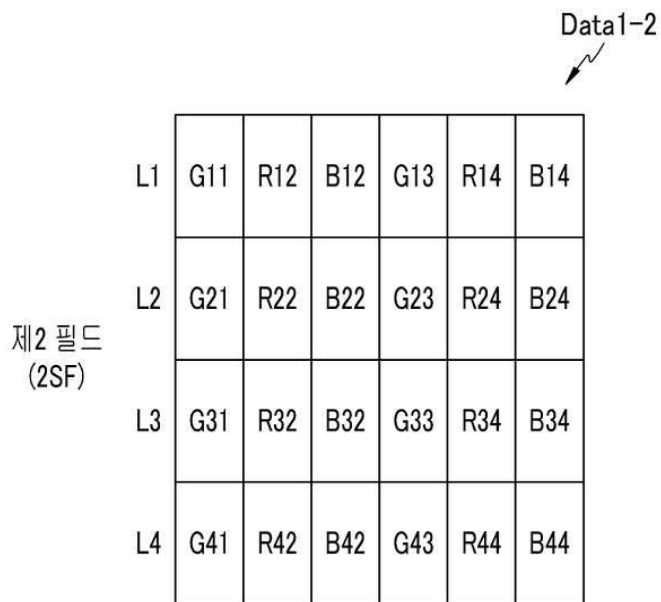 Data1-2
L1 G11 R12 B12 G13 R14 B14
L2 G21 R22 B22 G23 R24 B24
제2 필드
(2SF)
L3 G31 R32 B32 G33 R34 B34
L4 G41 R42 B42 G43 R44 B44